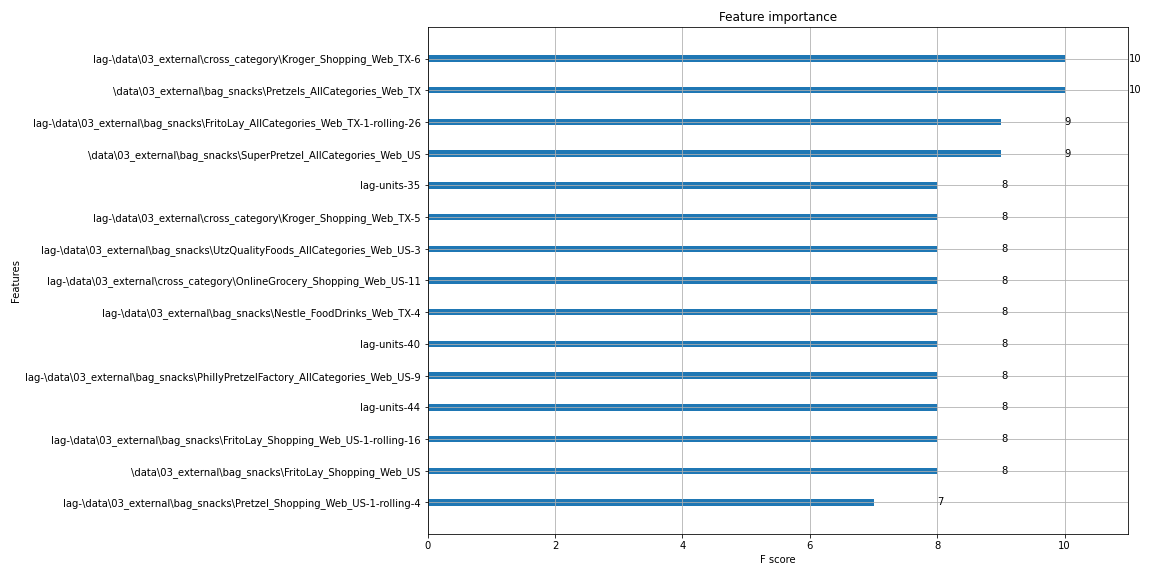 Feature importance
Features
lag-\data\03_external\cross_category\Kroger_Shopping_Web_TX-6 10
\data\03_external\bag_snacks\Pretzels_AllCategories_Web_TX 10
lag-\data\03_external\bag_snacks\FritoLay_AllCategories_Web_TX-1-rolling-26 9
\data\03_external\bag_snacks\SuperPretzel_AllCategories_Web_US 9
lag-units-35 8
lag-\data\03_external\cross_category\Kroger_Shopping_Web_TX-5 8
lag-\data\03_external\bag_snacks\UtzQualityFoods_AllCategories_Web_US-3 8
lag-\data\03_external\cross_category\OnlineGrocery_Shopping_Web_US-11 8
lag-\data\03_external\bag_snacks\Nestle_FoodDrinks_Web_TX-4 8
lag-units-40 8
lag-\data\03_external\bag_snacks\PhillyPretzelFactory_AllCategories_Web_US-9 8
lag-units-44 8
lag-\data\03_external\bag_snacks\FritoLay_Shopping_Web_US-1-rolling-16 8
\data\03_external\bag_snacks\FritoLay_Shopping_Web_US 8
lag-\data\03_external\bag_snacks\Pretzel_Shopping_Web_US-1-rolling-4 7
0 2 4 6 8 10
F score